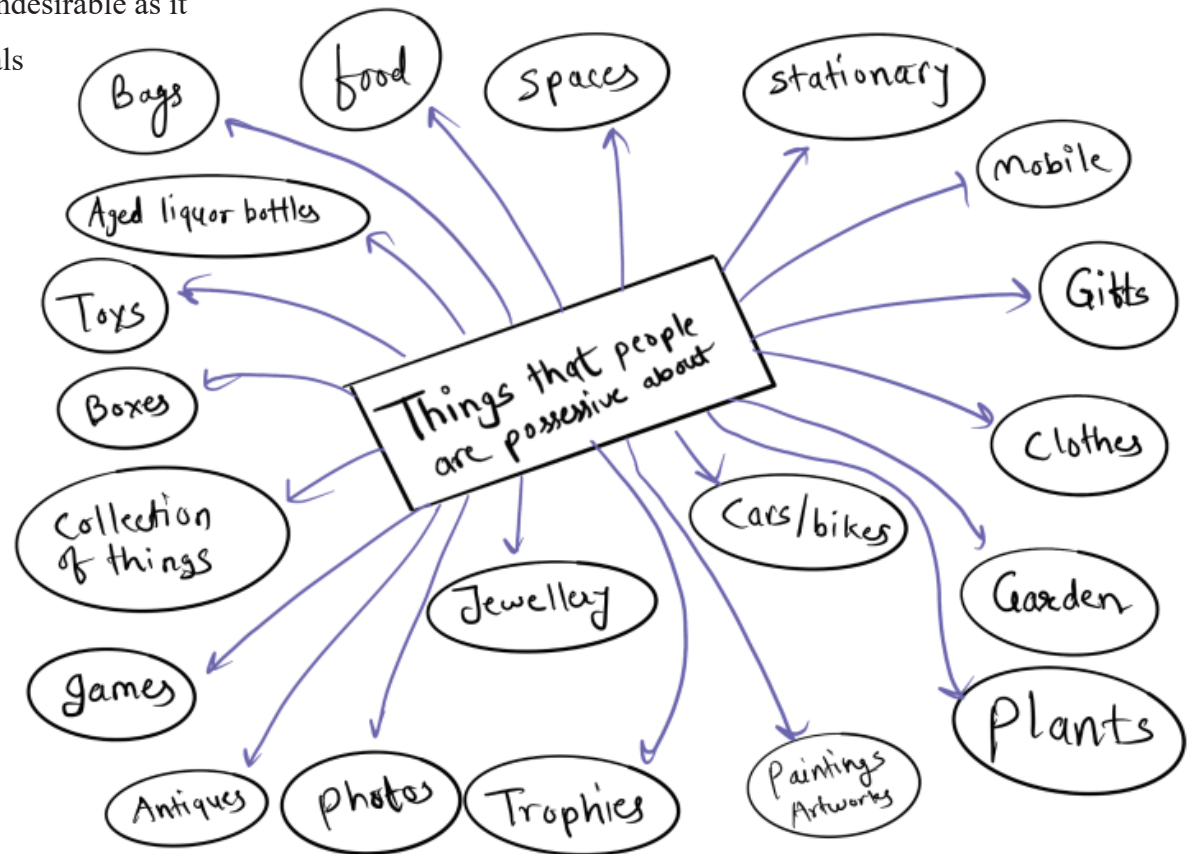 ndesirable as it
als
Bags
food
Spaces
Stationary
Mobile
Aged liquor bottles
Toys
Gifts
Boxes
Things that people
are possessive about
Clothes
Collection
of things
Cars/bikes
Jewellery
Garden
games
Plants
Antiques
Photos
Trophies
Paintings
Artworks